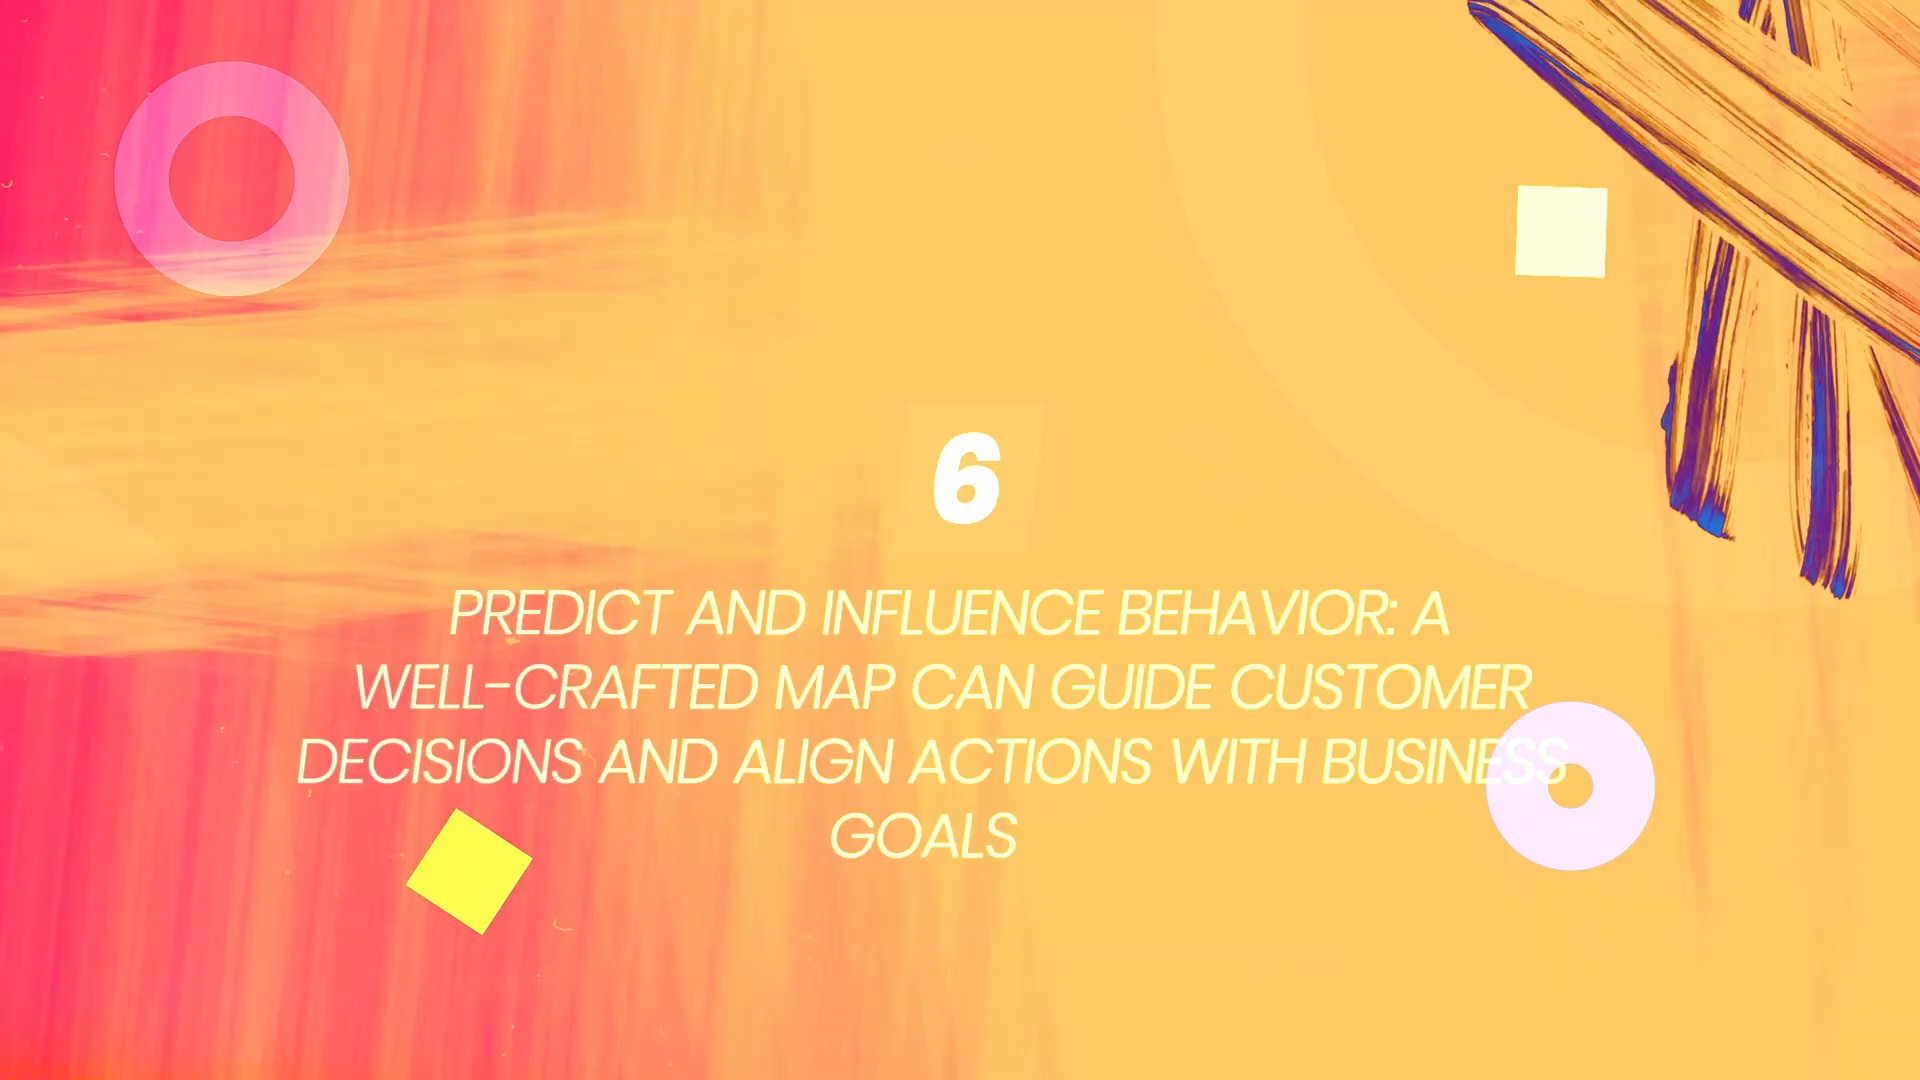 6
PREDICT AND INFLUENCE BEHAVIOR: A
WELL-CRAFTED MAP CAN GUIDE CUSTOMER
DECISIONS AND ALIGN ACTIONS WITH BUSINESS
GOALS